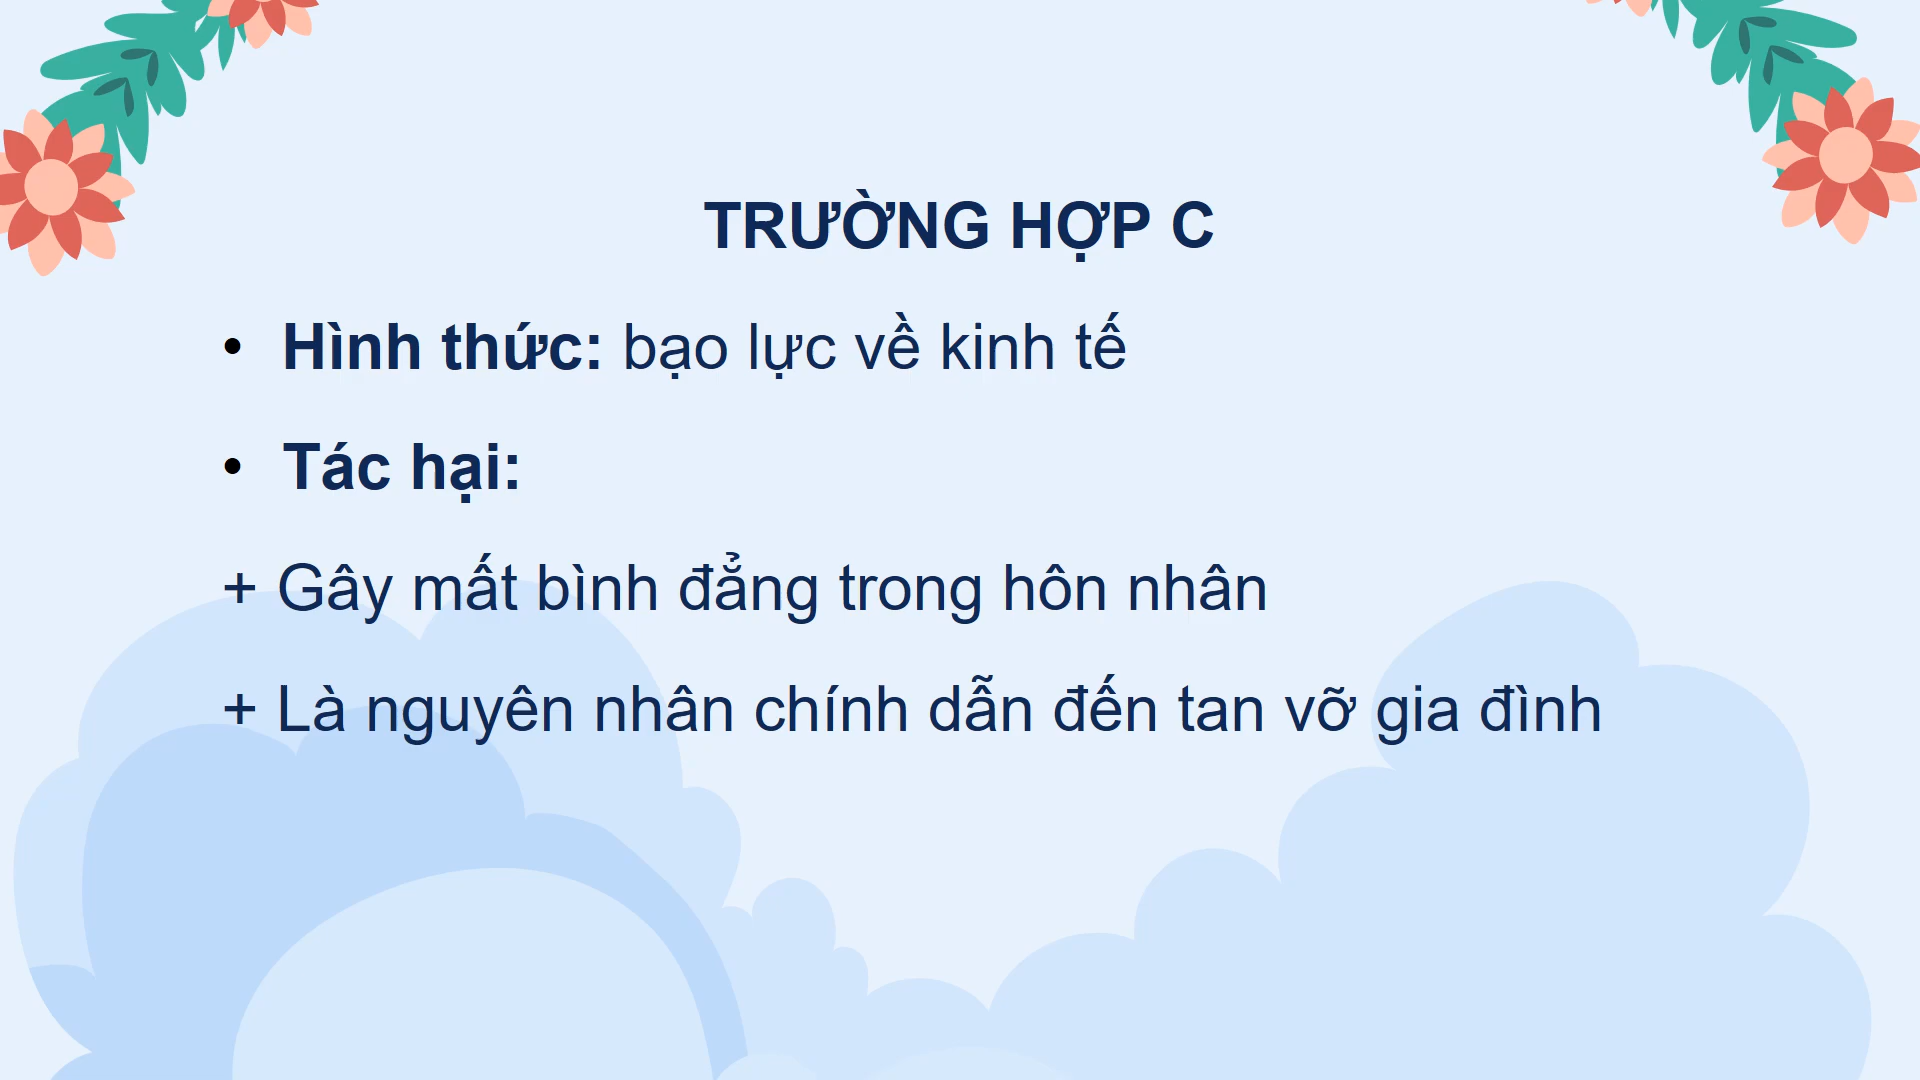 TRƯỜNG HỢP C
• Hình thức: bạo lực về kinh tế
• Tác hại:
+ Gây mất bình đẳng trong hôn nhân
+ Là nguyên nhân chính dẫn đến tan vỡ gia đình